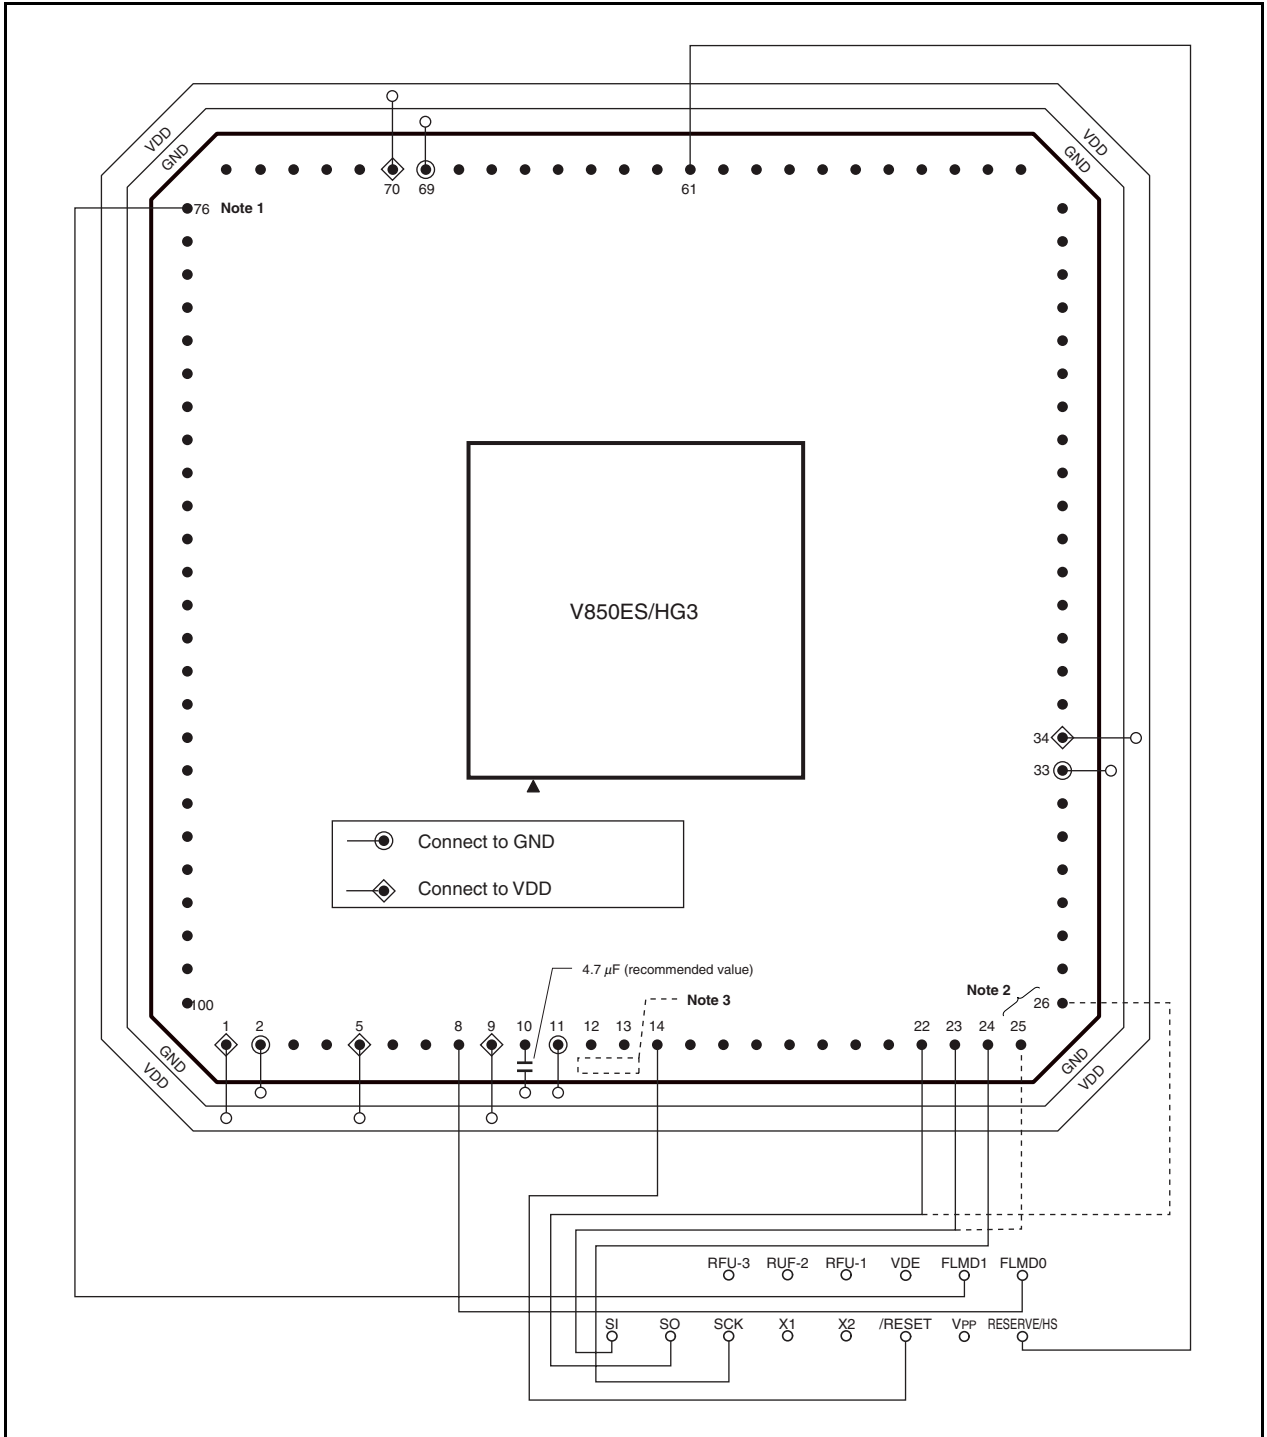 VDD
GND
VDD
GND
70 69 61
76 Note 1
V850ES/HG3
34
33
Connect to GND
Connect to VDD
4.7 μF (recommended value)
Note 3
Note 2
100
26
1 2 5 8 9 10 11 12 13 14 22 23 24 25
GND
VDD
GND
VDD
RFU-3 RUF-2 RFU-1 VDE FLMD1 FLMD0
SI SO SCK X1 X2 /RESET VPP RESERVE/HS